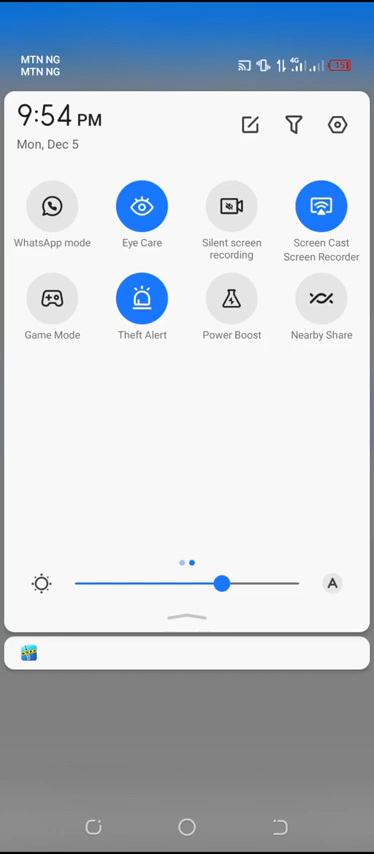 MTN NG
MTN NG
4G
15
9:54 PM
Mon, Dec 5
WhatsApp mode
Eye Care
Silent screen
recording
Screen Cast
Screen Recorder
Game Mode
Theft Alert
Power Boost
Nearby Share
A